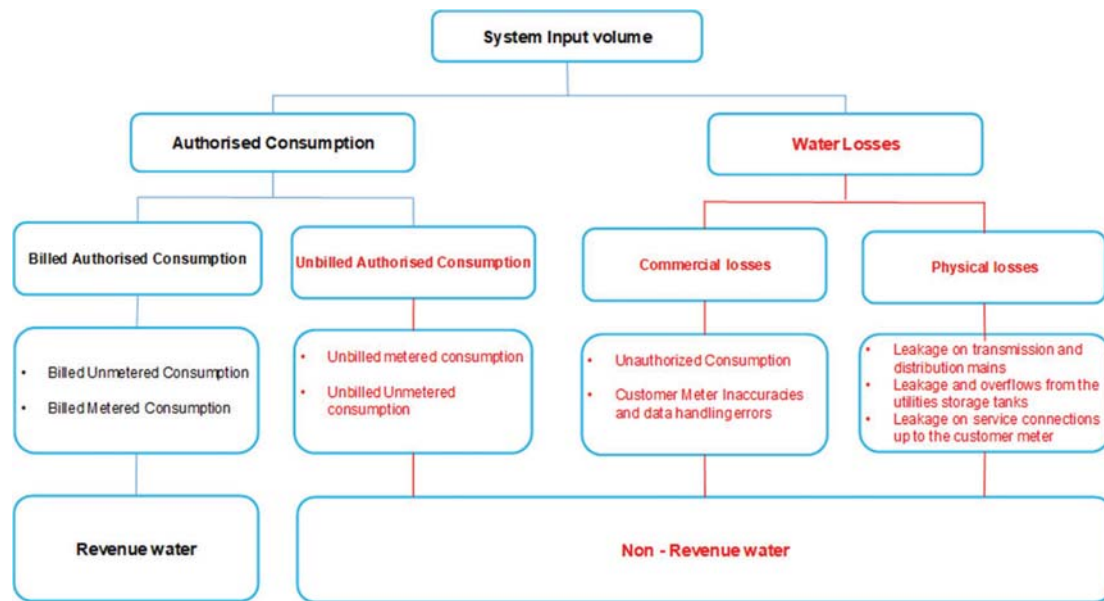 System Input volume
Authorised Consumption
Water Losses
Billed Authorised Consumption
Unbilled Authorised Consumption
Commercial losses
Physical losses
• Billed Unmetered Consumption
• Billed Metered Consumption
• Unbilled metered consumption
• Unbilled Unmetered
consumption
• Unauthorized Consumption
• Customer Meter Inaccuracies
and data handling errors
• Leakage on transmission and
distribution mains
• Leakage and overflows from the
utilities storage tanks
• Leakage on service connections
up to the customer meter
Revenue water
Non - Revenue water